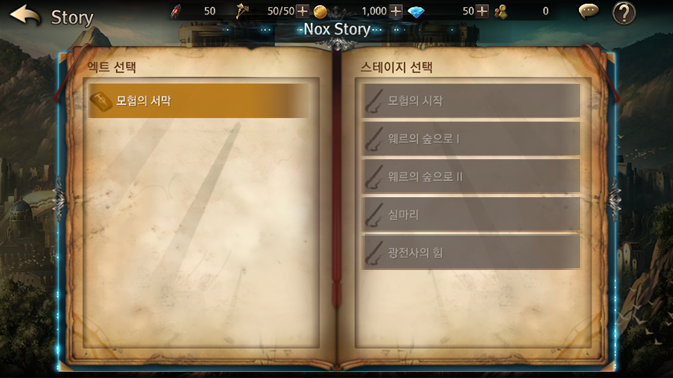 Story
50
50/50
1,000
50
0
?
Nox Story
엑트 선택
모험의 서막
스테이지 선택
모험의 시작
웨르의 숲으로 I
웨르의 숲으로 II
실마리
광전사의 힘